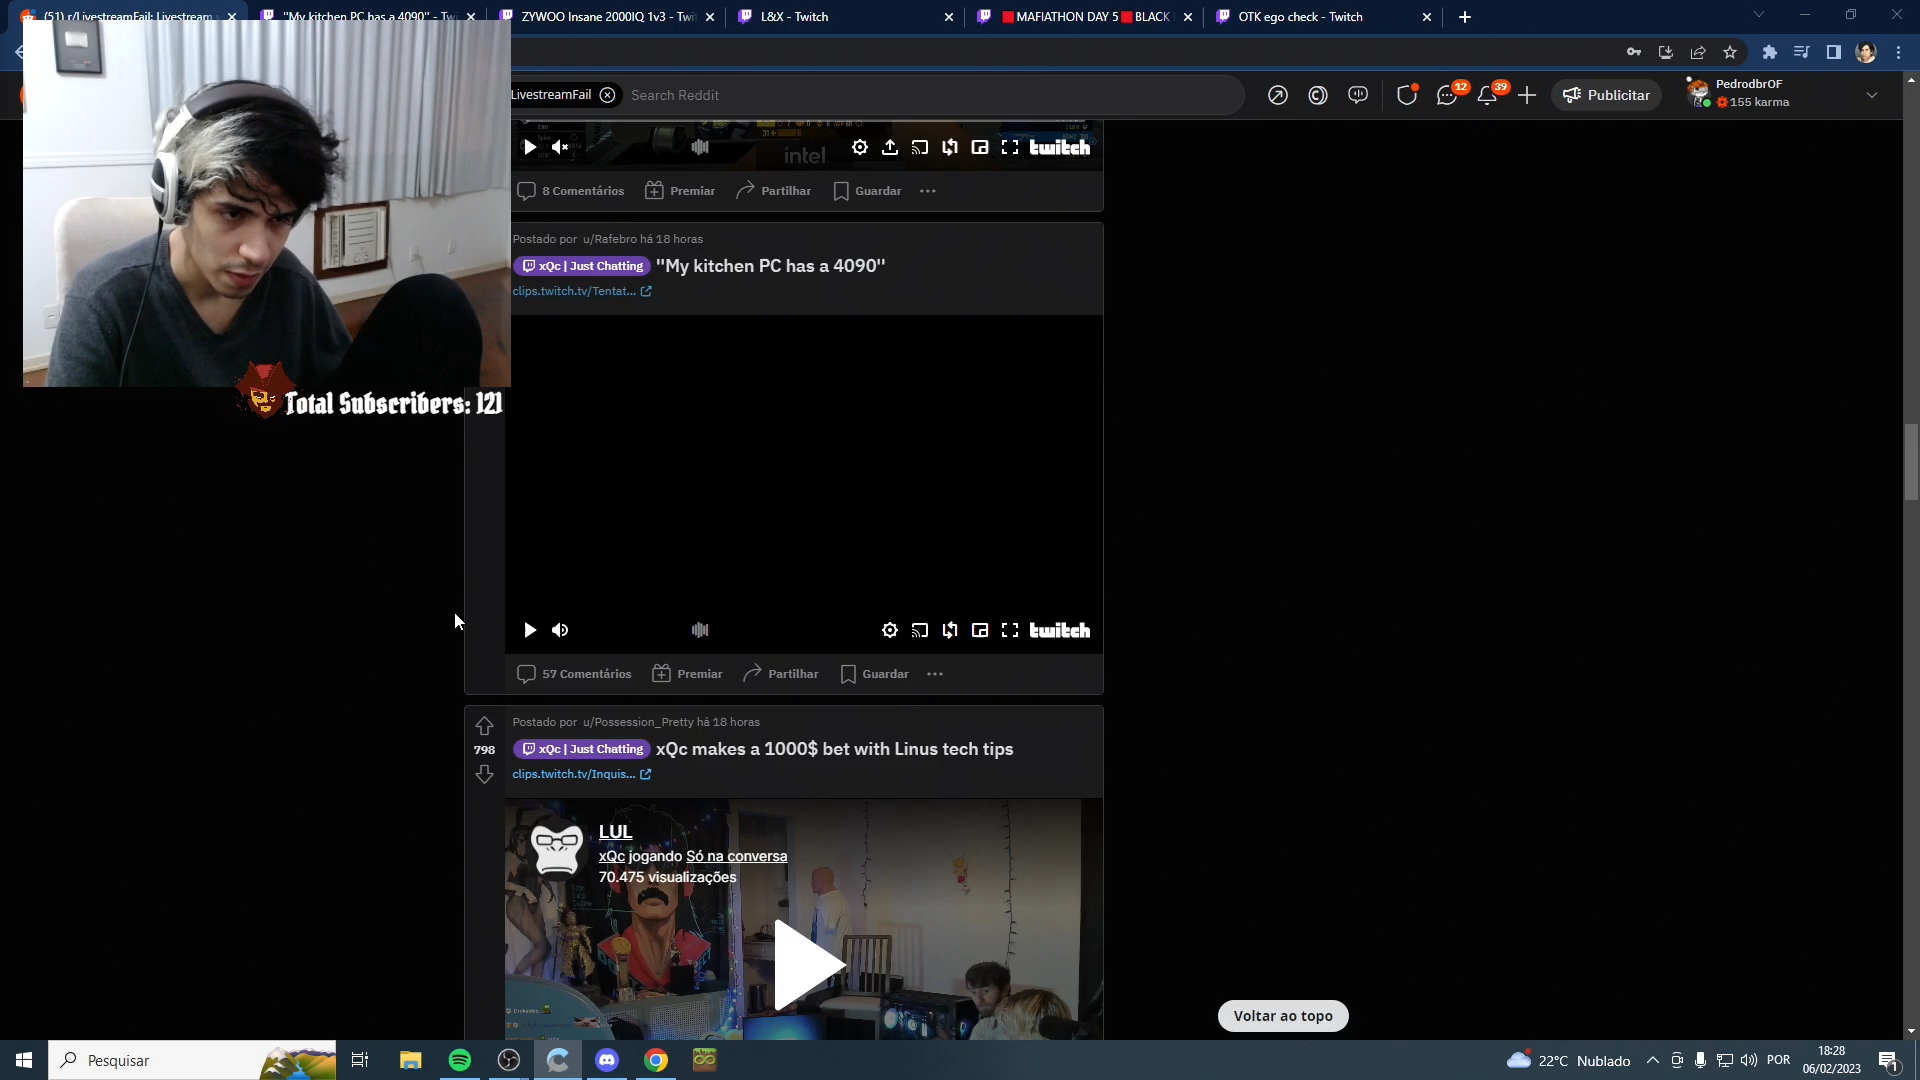 (51) r/LivestreamFail: Livestream
"My kitchen PC has a 4090" - Twi
ZYWOO Insane 2000IQ 1v3 - Twi
L&X - Twitch
MAFIATHON DAY 5 BLACK
OTK ego check - Twitch
LivestreamFail
Search Reddit
12
39
Publicitar
PedrodbrOF
155 karma
intel
twitch
8 Comentários
Premiar
Partilhar
Guardar
Postado por u/Rafebro há 18 horas
xQc | Just Chatting
"My kitchen PC has a 4090"
clips.twitch.tv/Tentat...
Total Subscribers: 121
twitch
57 Comentários
Premiar
Partilhar
Guardar
Postado por u/Possession_Pretty há 18 horas
798
xQc | Just Chatting
xQc makes a 1000$ bet with Linus tech tips
clips.twitch.tv/Inquis...
LUL
xQc jogando Só na conversa
70.475 visualizações
Voltar ao topo
Pesquisar
22°C Nublado
POR
18:28
06/02/2023
1